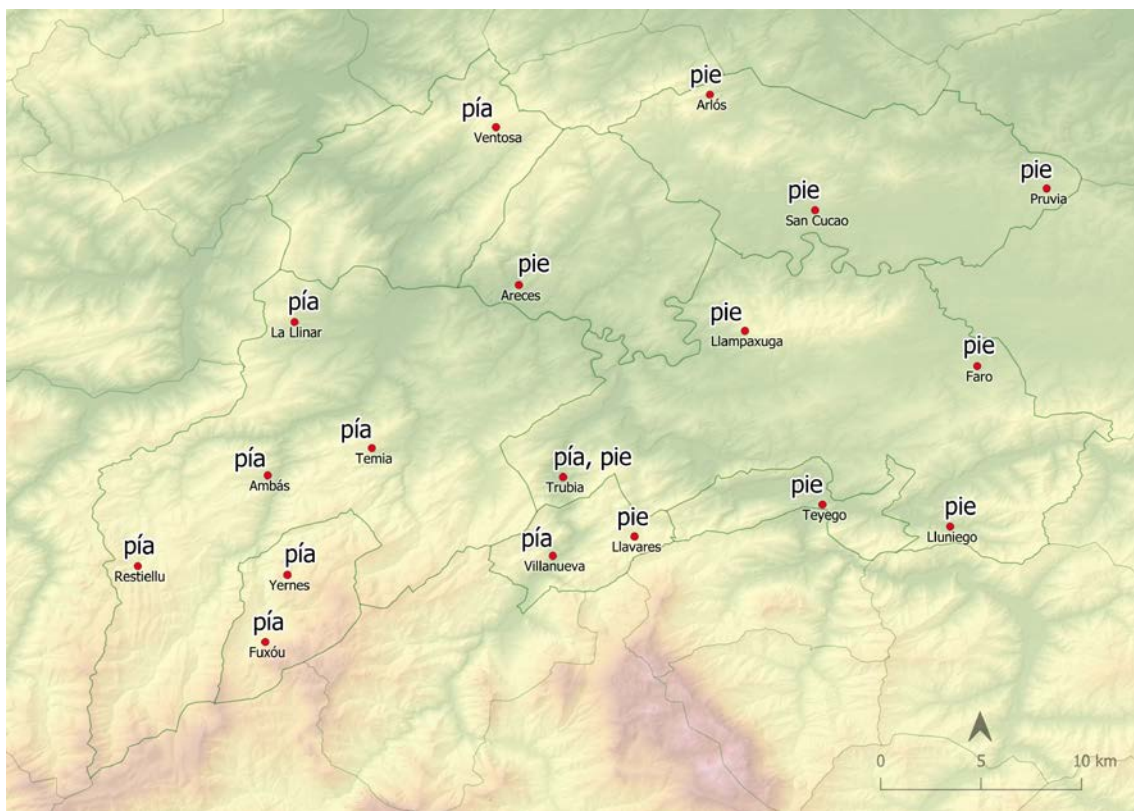 pie
Arlós
pía
Ventosa
pie
Pruvia
pie
San Cucao
pie
Areces
pía
La Llinar
pie
Llampaxuga
pie
Faro
pía
Temia
pía
Ambás
pía, pie
Trubia
pie
Teyego
pie
Lluniego
pie
Llavares
pía
Villanueva
pía
Restiellu
pía
Yernes
pía
Fuxóu
0 5 10 km